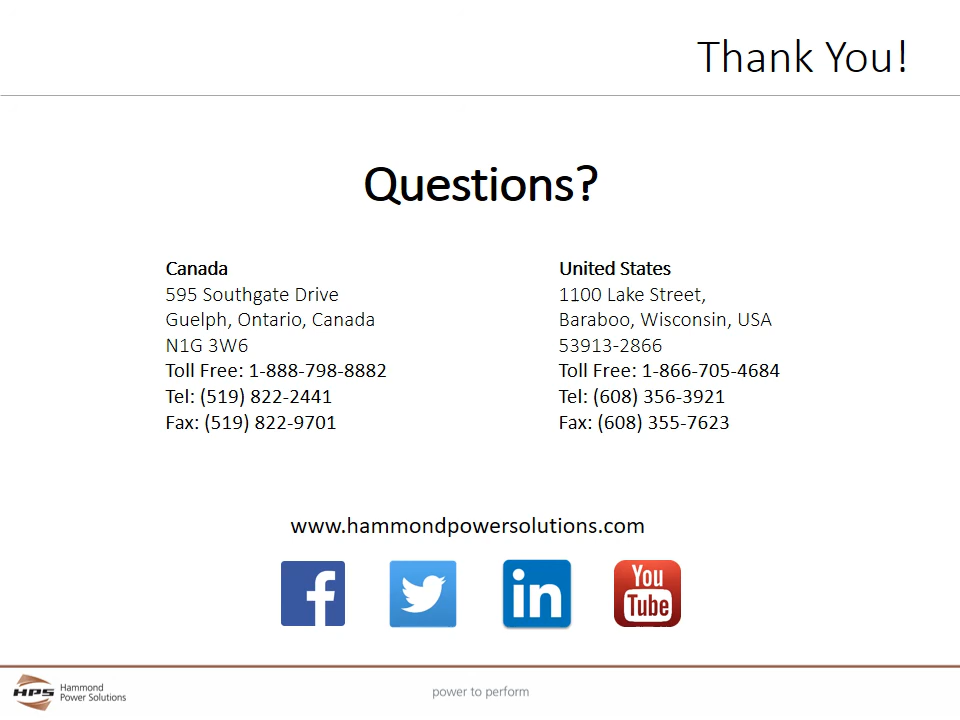 Thank You!
Questions?
Canada
595 Southgate Drive
Guelph, Ontario, Canada
N1G 3W6
Toll Free: 1-888-798-8882
Tel: (519) 822-2441
Fax: (519) 822-9701
United States
1100 Lake Street,
Baraboo, Wisconsin, USA
53913-2866
Toll Free: 1-866-705-4684
Tel: (608) 356-3921
Fax: (608) 355-7623
www.hammondpowersolutions.com
f
in
You
Tube
HPS
Hammond
Power Solutions
power to perform